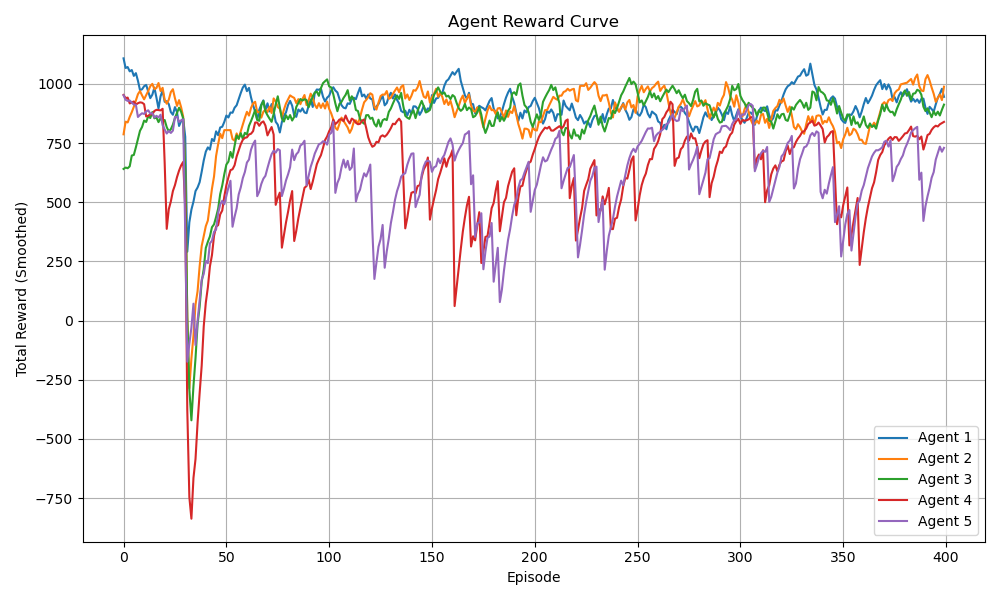 Agent Reward Curve
Total Reward (Smoothed)
1000
750
500
250
0
−250
−500
−750
0 50 100 150 200 250 300 350 400
Episode
Agent 1
Agent 2
Agent 3
Agent 4
Agent 5